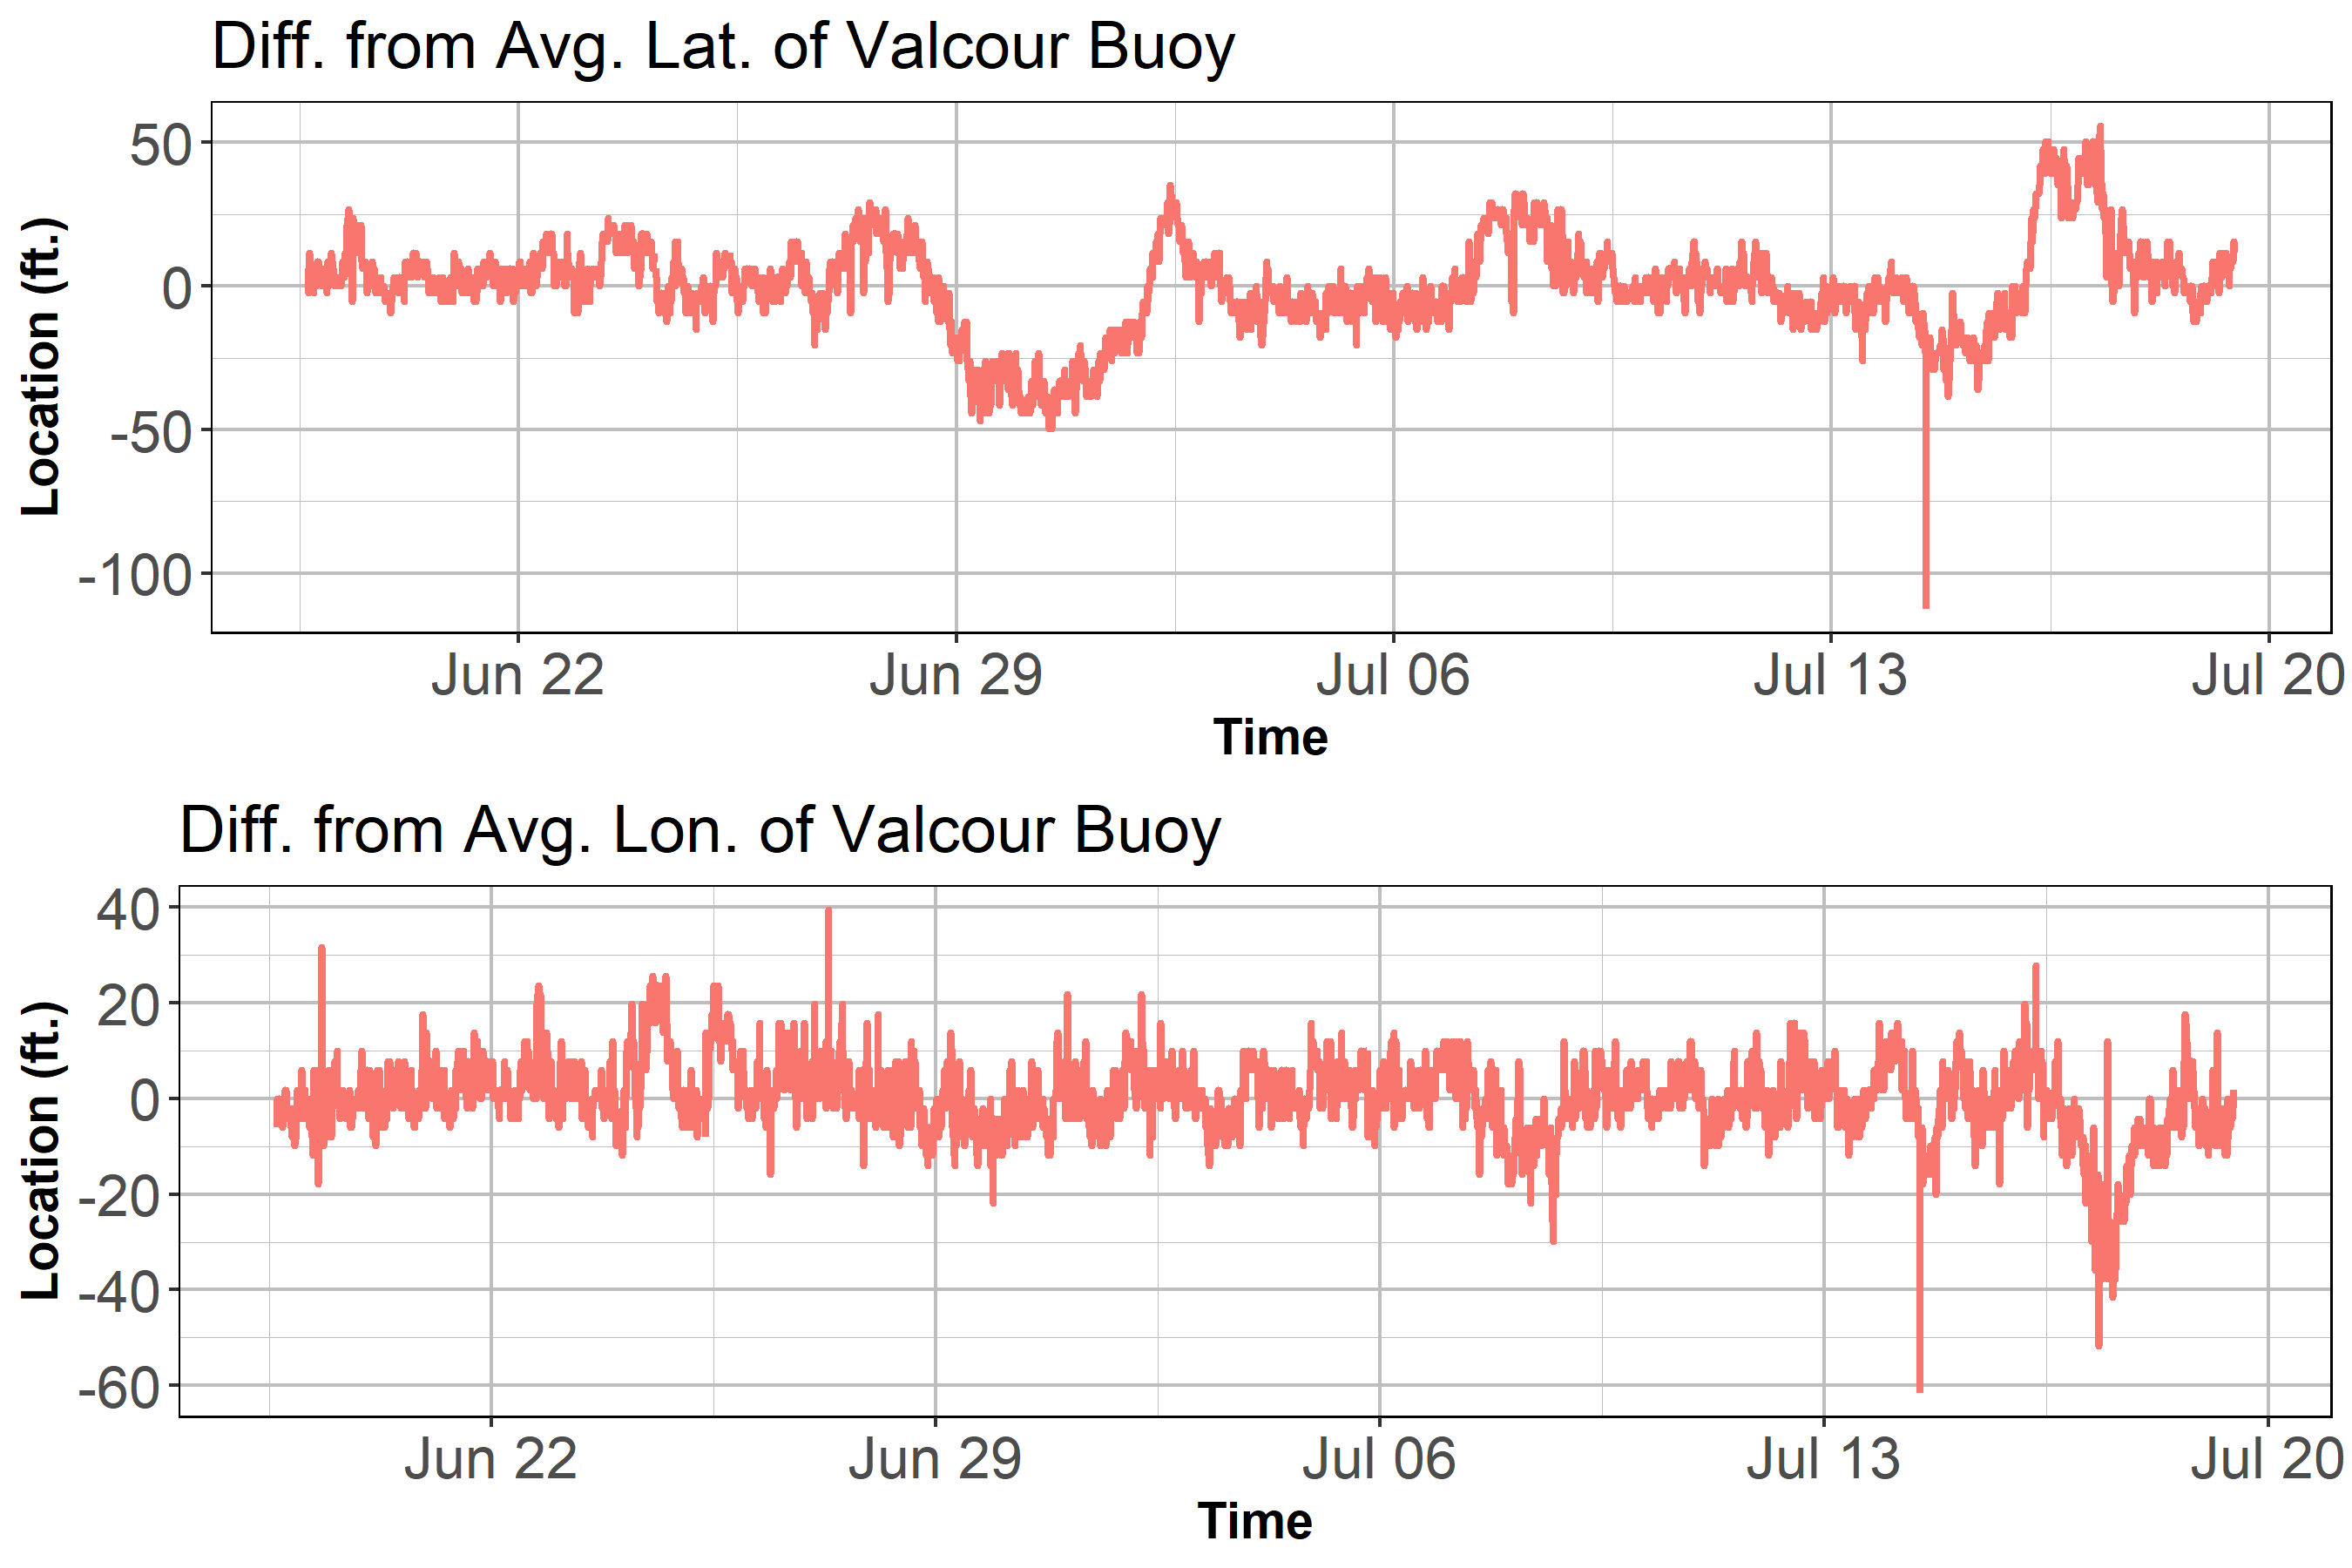 Diff. from Avg. Lat. of Valcour Buoy
Location (ft.)
50
0
-50
-100
Jun 22
Jun 29
Jul 06
Jul 13
Jul 20
Time
Diff. from Avg. Lon. of Valcour Buoy
Location (ft.)
40
20
0
-20
-40
-60
Jun 22
Jun 29
Jul 06
Jul 13
Jul 20
Time